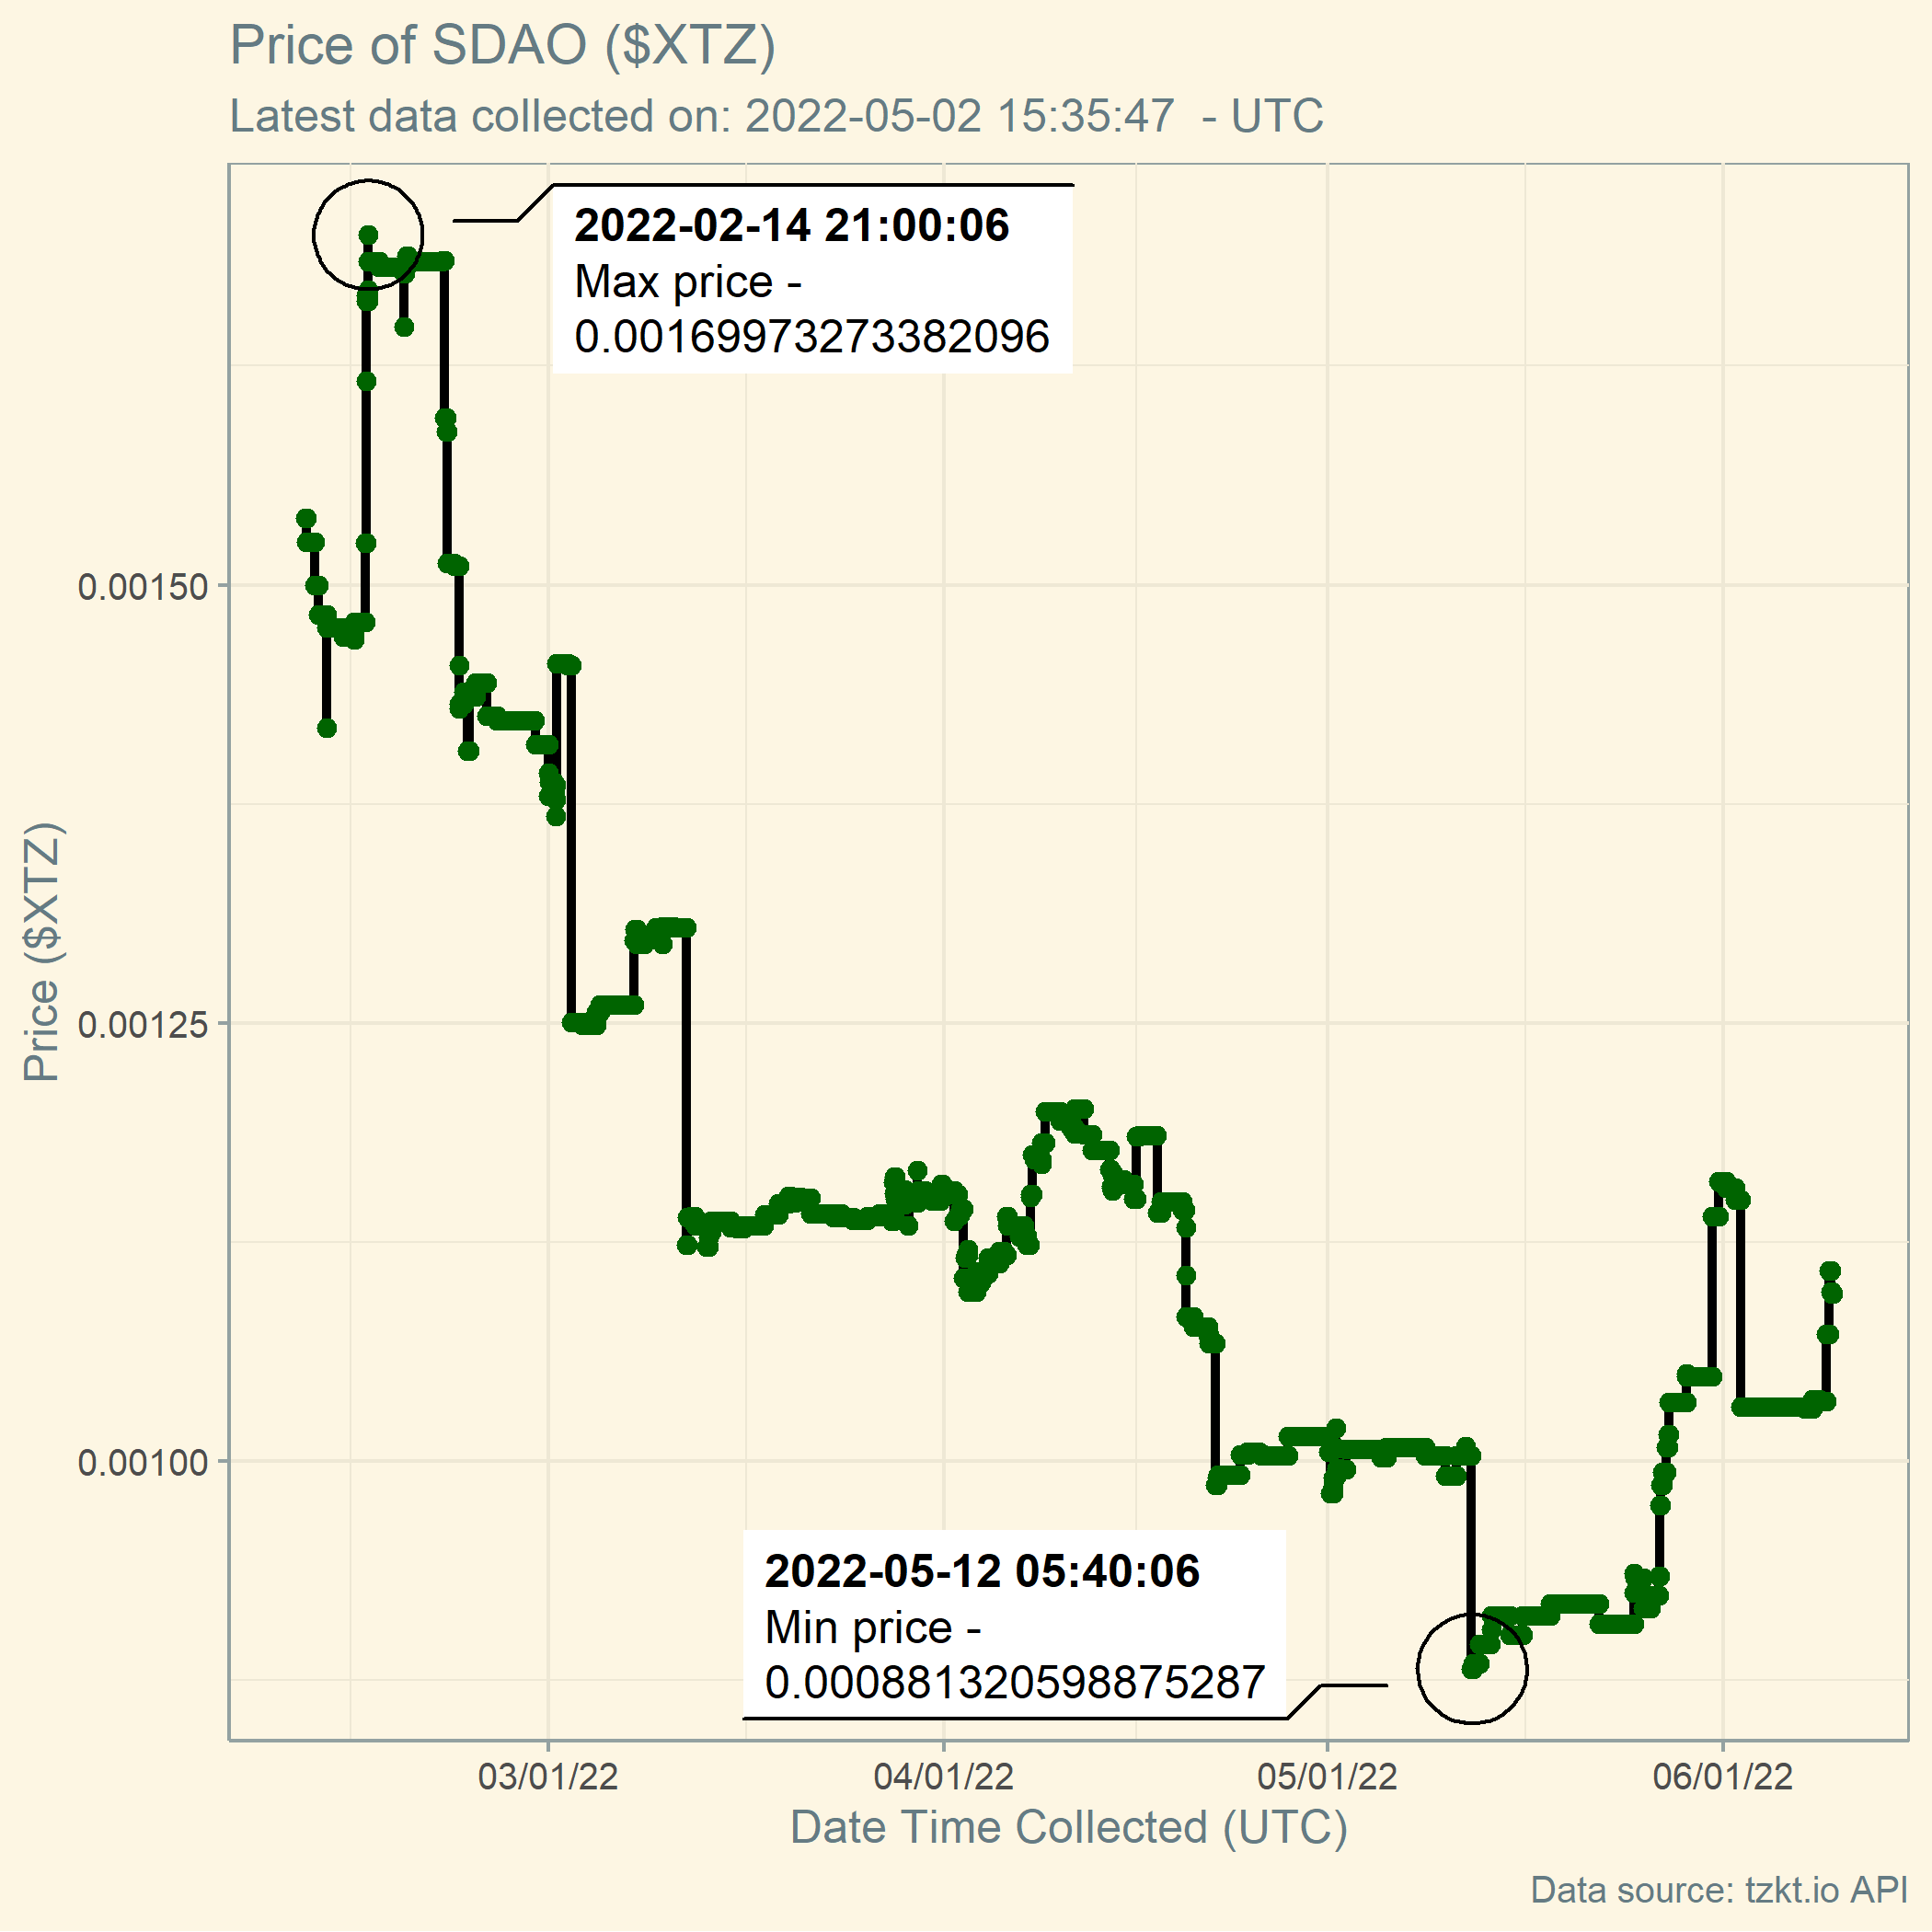 Price of SDAO ($XTZ)
Latest data collected on: 2022-05-02 15:35:47  - UTC
2022-02-14 21:00:06
Max price -
0.00169973273382096
0.00150
0.00125
0.00100
Price ($XTZ)
2022-05-12 05:40:06
Min price -
0.000881320598875287
03/01/22
04/01/22
05/01/22
06/01/22
Date Time Collected (UTC)
Data source: tzkt.io API